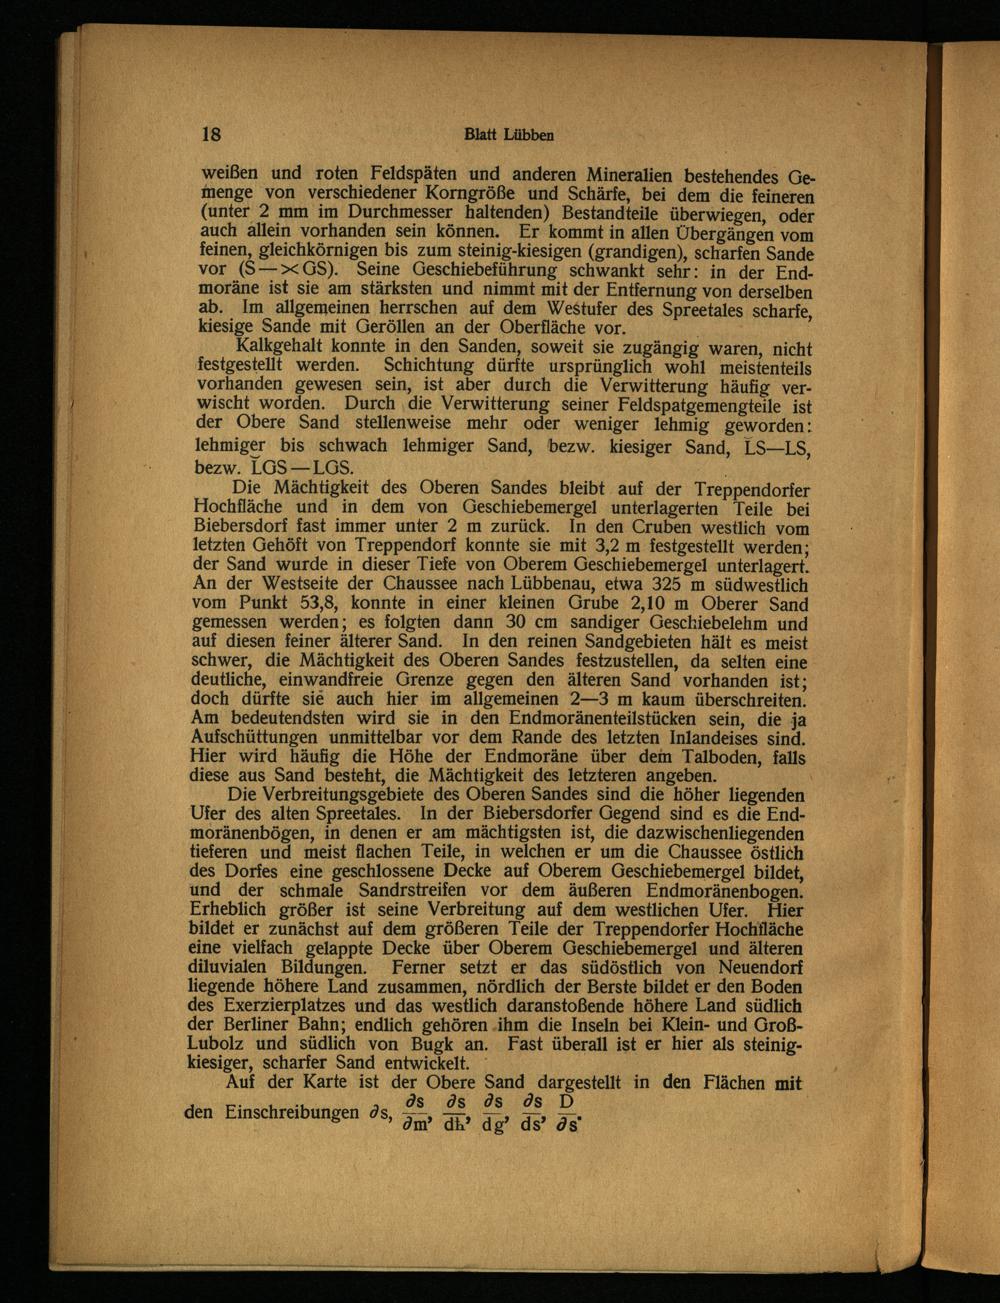 18
Blatt Lübben
weißen und roten Feldspäten und anderen Mineralien bestehendes Ge-
menge von verschiedener Korngröße und Schärfe, bei dem die feineren
(unter 2 mm im Durchmesser haltenden) Bestandteile überwiegen, oder
auch allein vorhanden sein können. Er kommt in allen Übergängen vom
feinen, gleichkörnigen bis zum steinig-kiesigen (grandigen), scharfen Sande
vor (S—×GS). Seine Geschiebeführung schwankt sehr: in der End-
moräne ist sie am stärksten und nimmt mit der Entfernung von derselben
ab. Im allgemeinen herrschen auf dem Westufer des Spreetales scharfe,
kiesige Sande mit Geröllen an der Oberfläche vor.
Kalkgehalt konnte in den Sanden, soweit sie zugängig waren, nicht
festgestellt werden. Schichtung dürfte ursprünglich wohl meistenteils
vorhanden gewesen sein, ist aber durch die Verwitterung häufig ver-
wischt worden. Durch die Verwitterung seiner Feldspatgemengteile ist
der Obere Sand stellenweise mehr oder weniger lehmig geworden:
lehmiger bis schwach lehmiger Sand, bezw. kiesiger Sand, L̆S—LS,
bezw. L̆GS—LGS.
Die Mächtigkeit des Oberen Sandes bleibt auf der Treppendorfer
Hochfläche und in dem von Geschiebemergel unterlagerten Teile bei
Biebersdorf fast immer unter 2 m zurück. In den Cruben westlich vom
letzten Gehöft von Treppendorf konnte sie mit 3,2 m festgestellt werden;
der Sand wurde in dieser Tiefe von Oberem Geschiebemergel unterlagert.
An der Westseite der Chaussee nach Lübbenau, etwa 325 m südwestlich
vom Punkt 53,8, konnte in einer kleinen Grube 2,10 m Oberer Sand
gemessen werden; es folgten dann 30 cm sandiger Geschiebelehm und
auf diesen feiner älterer Sand. In den reinen Sandgebieten hält es meist
schwer, die Mächtigkeit des Oberen Sandes festzustellen, da selten eine
deutliche, einwandfreie Grenze gegen den älteren Sand vorhanden ist;
doch dürfte sie auch hier im allgemeinen 2—3 m kaum überschreiten.
Am bedeutendsten wird sie in den Endmoränenteilstücken sein, die ja
Aufschüttungen unmittelbar vor dem Rande des letzten Inlandeises sind.
Hier wird häufig die Höhe der Endmoräne über dem Talboden, falls
diese aus Sand besteht, die Mächtigkeit des letzteren angeben.
Die Verbreitungsgebiete des Oberen Sandes sind die höher liegenden
Ufer des alten Spreetales. In der Biebersdorfer Gegend sind es die End-
moränenbögen, in denen er am mächtigsten ist, die dazwischenliegenden
tieferen und meist flachen Teile, in welchen er um die Chaussee östlich
des Dorfes eine geschlossene Decke auf Oberem Geschiebemergel bildet,
und der schmale Sandrstreifen vor dem äußeren Endmoränenbogen.
Erheblich größer ist seine Verbreitung auf dem westlichen Ufer. Hier
bildet er zunächst auf dem größeren Teile der Treppendorfer Hochfläche
eine vielfach gelappte Decke über Oberem Geschiebemergel und älteren
diluvialen Bildungen. Ferner setzt er das südöstlich von Neuendorf
liegende höhere Land zusammen, nördlich der Berste bildet er den Boden
des Exerzierplatzes und das westlich daranstoßende höhere Land südlich
der Berliner Bahn; endlich gehören ihm die Inseln bei Klein- und Groß-
Lubolz und südlich von Bugk an. Fast überall ist er hier als steinig-
kiesiger, scharfer Sand entwickelt.
Auf der Karte ist der Obere Sand dargestellt in den Flächen mit
den Einschreibungen ∂s, ∂s/∂m, ∂s/dh, ∂s/dg, ∂s/ds, D/∂s.